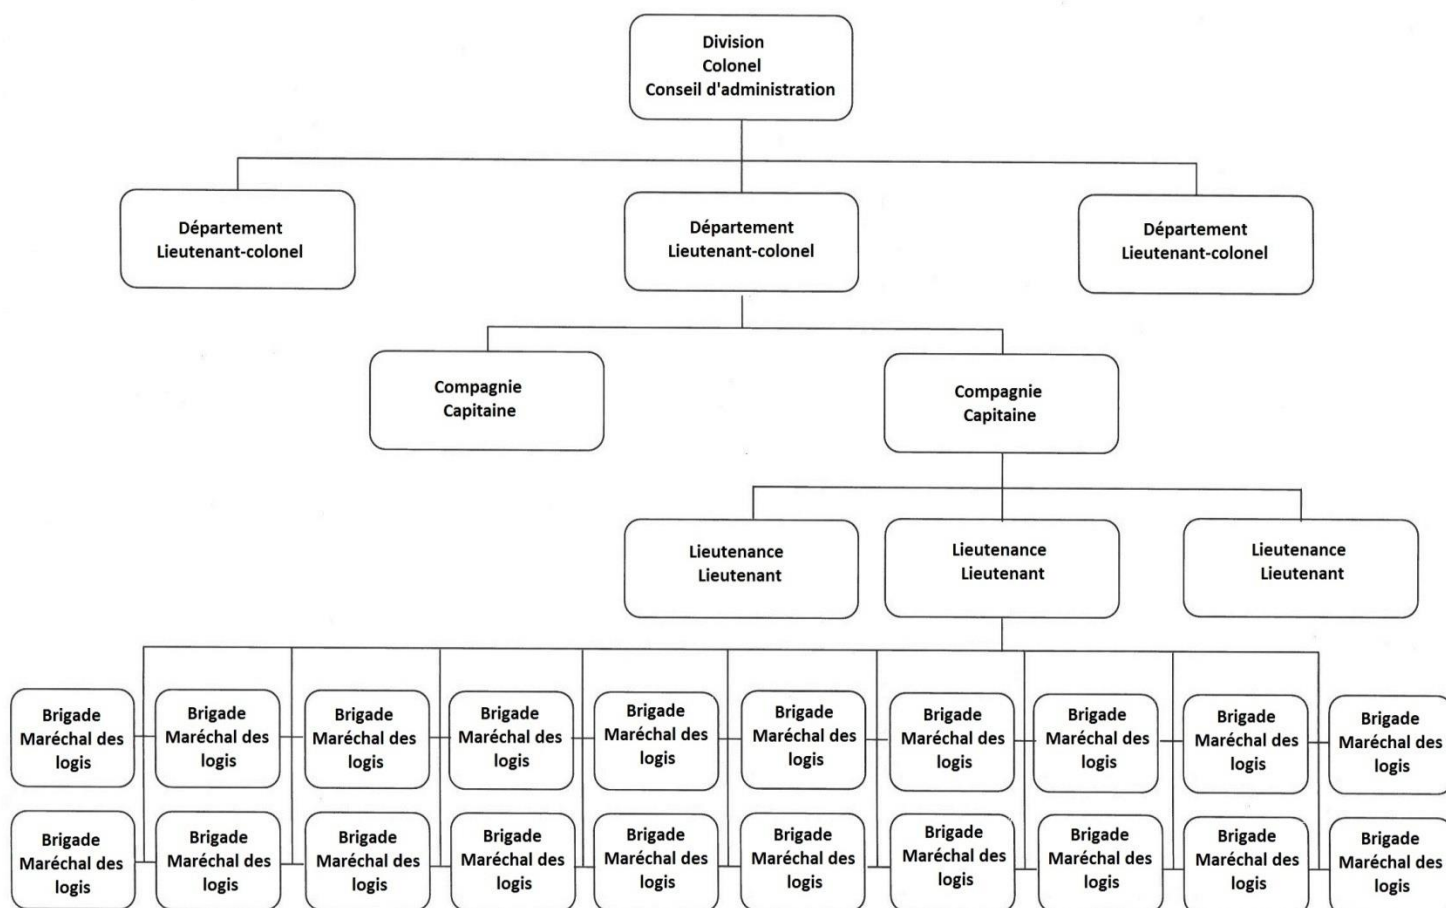 Division
Colonel
Conseil d'administration
Département
Lieutenant-colonel
Département
Lieutenant-colonel
Département
Lieutenant-colonel
Compagnie
Capitaine
Compagnie
Capitaine
Lieutenance
Lieutenant
Lieutenance
Lieutenant
Lieutenance
Lieutenant
Brigade
Maréchal des
logis
Brigade
Maréchal des
logis
Brigade
Maréchal des
logis
Brigade
Maréchal des
logis
Brigade
Maréchal des
logis
Brigade
Maréchal des
logis
Brigade
Maréchal des
logis
Brigade
Maréchal des
logis
Brigade
Maréchal des
logis
Brigade
Maréchal des
logis
Brigade
Maréchal des
logis
Brigade
Maréchal des
logis
Brigade
Maréchal des
logis
Brigade
Maréchal des
logis
Brigade
Maréchal des
logis
Brigade
Maréchal des
logis
Brigade
Maréchal des
logis
Brigade
Maréchal des
logis
Brigade
Maréchal des
logis
Brigade
Maréchal des
logis